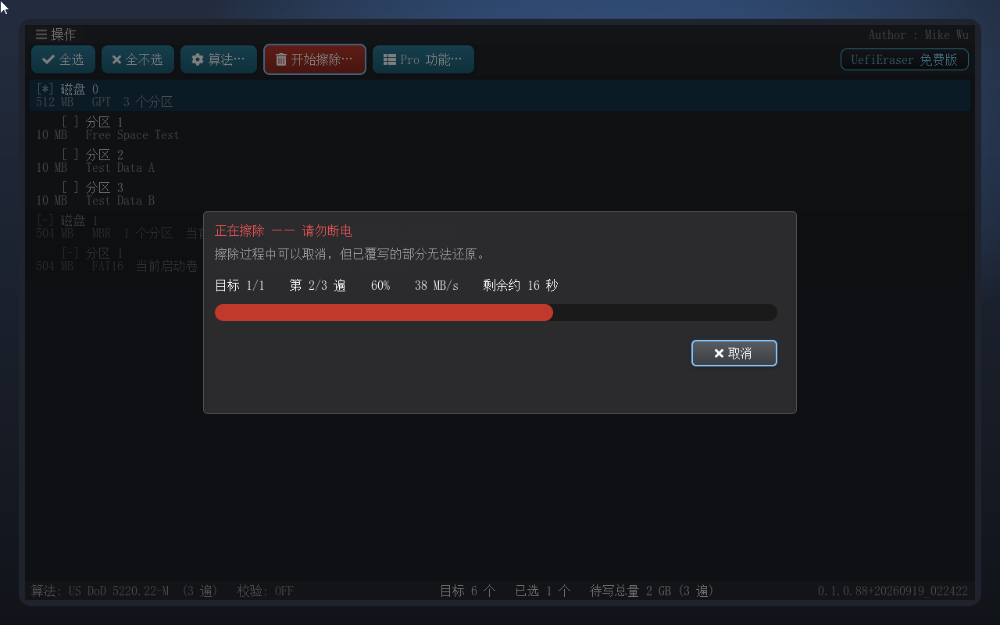 操作
Author : Mike Wu
全选 全不选 算法… 开始擦除… Pro 功能… UefiEraser 免费版
[*] 磁盘 0
512 MB GPT 3 个分区
[ ] 分区 1
10 MB Free Space Test
[ ] 分区 2
10 MB Test Data A
[ ] 分区 3
10 MB Test Data B
[-] 磁盘 1
504 MB MBR 1 个分区 当前
[-] 分区 1
504 MB FAT16 当前启动卷
正在擦除 —— 请勿断电
擦除过程中可以取消，但已覆写的部分无法还原。
目标 1/1 第 2/3 遍 60% 38 MB/s 剩余约 16 秒
取消
算法: US DoD 5220.22-M (3 遍) 校验: OFF 目标 6 个 已选 1 个 待写总量 2 GB (3 遍) 0.1.0.88+20260919_022422